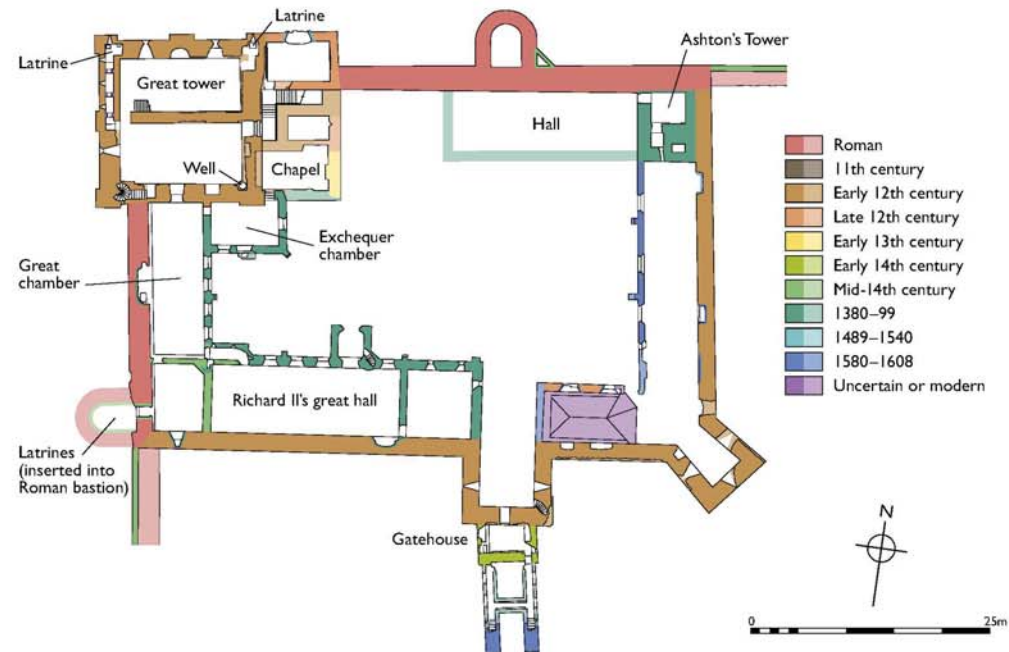 Latrine
Latrine
Ashton's Tower
Great tower
Hall
Well
Chapel
Exchequer
chamber
Great
chamber
Richard II's great hall
Latrines
(inserted into
Roman bastion)
Gatehouse
Roman
11th century
Early 12th century
Late 12th century
Early 13th century
Early 14th century
Mid-14th century
1380–99
1489–1540
1580–1608
Uncertain or modern
N
0 25m